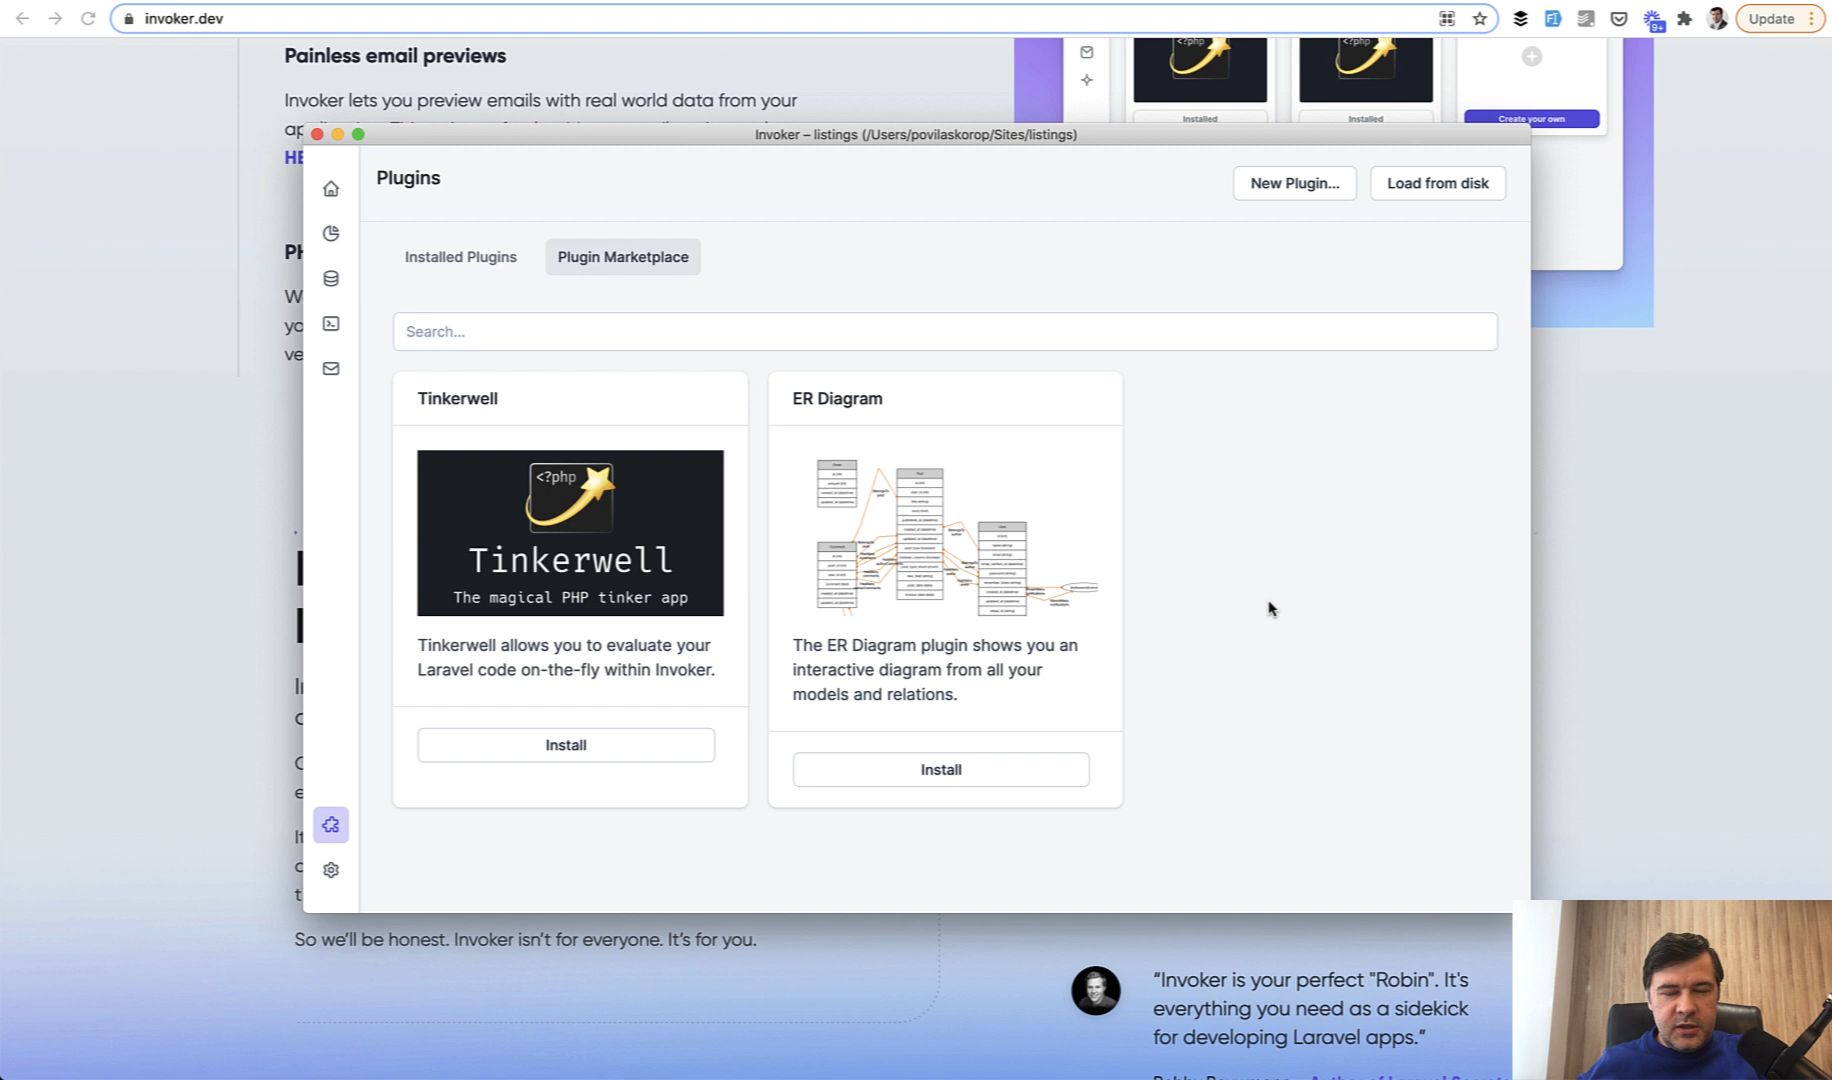 invoker.dev
9+
Update
Painless email previews
Invoker lets you preview emails with real world data from your
<?php
<?php
Installed
Installed
Create your own
Invoker – listings (/Users/povilaskorop/Sites/listings)
Plugins
New Plugin...
Load from disk
Installed Plugins
Plugin Marketplace
Search...
Tinkerwell
<?php
Tinkerwell
The magical PHP tinker app
Tinkerwell allows you to evaluate your
Laravel code on-the-fly within Invoker.
Install
ER Diagram
The ER Diagram plugin shows you an
interactive diagram from all your
models and relations.
Install
So we'll be honest. Invoker isn't for everyone. It's for you.
“Invoker is your perfect "Robin". It's
everything you need as a sidekick
for developing Laravel apps.”